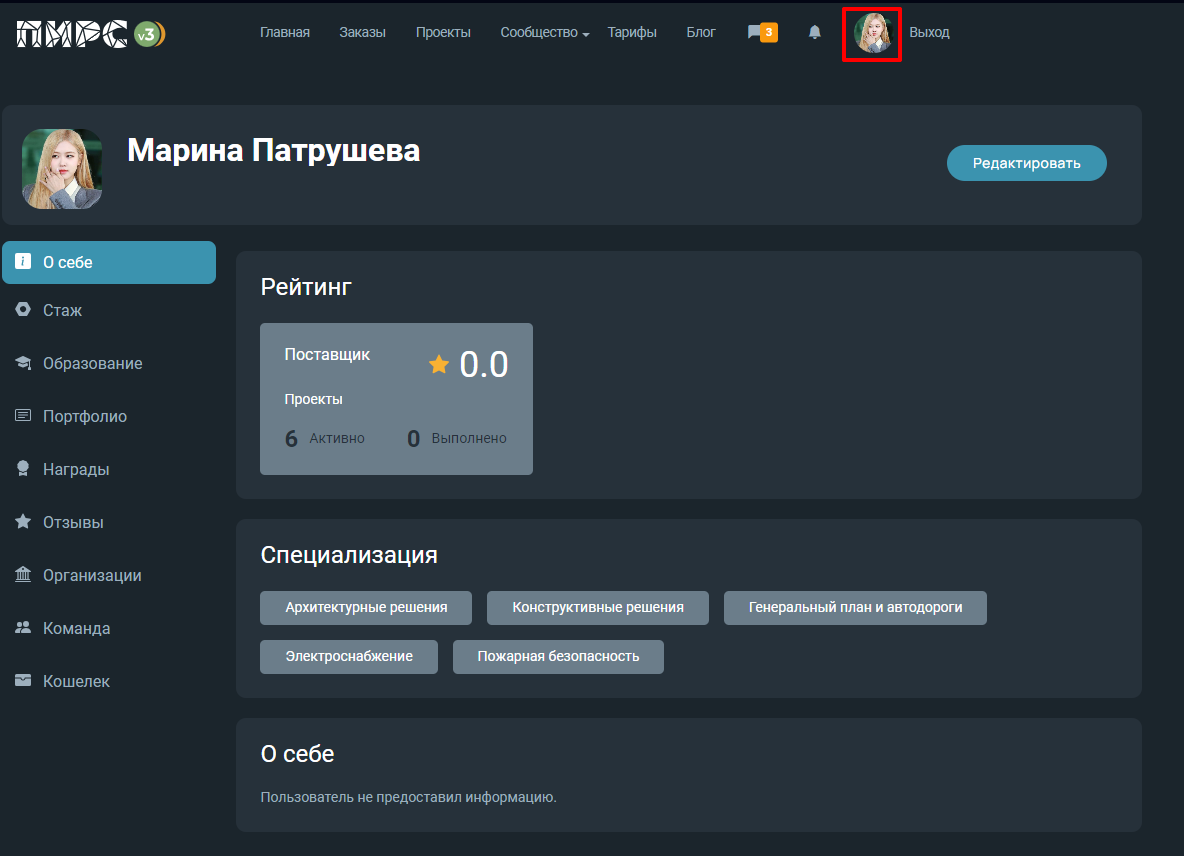 ПИРС v3 Главная Заказы Проекты Сообщество Тарифы Блог 3 Выход
Марина Патрушева
Редактировать
О себе
Стаж
Образование
Портфолио
Награды
Отзывы
Организации
Команда
Кошелек
Рейтинг
Поставщик 0.0
Проекты
6 Активно 0 Выполнено
Специализация
Архитектурные решения Конструктивные решения Генеральный план и автодороги
Электроснабжение Пожарная безопасность
О себе
Пользователь не предоставил информацию.